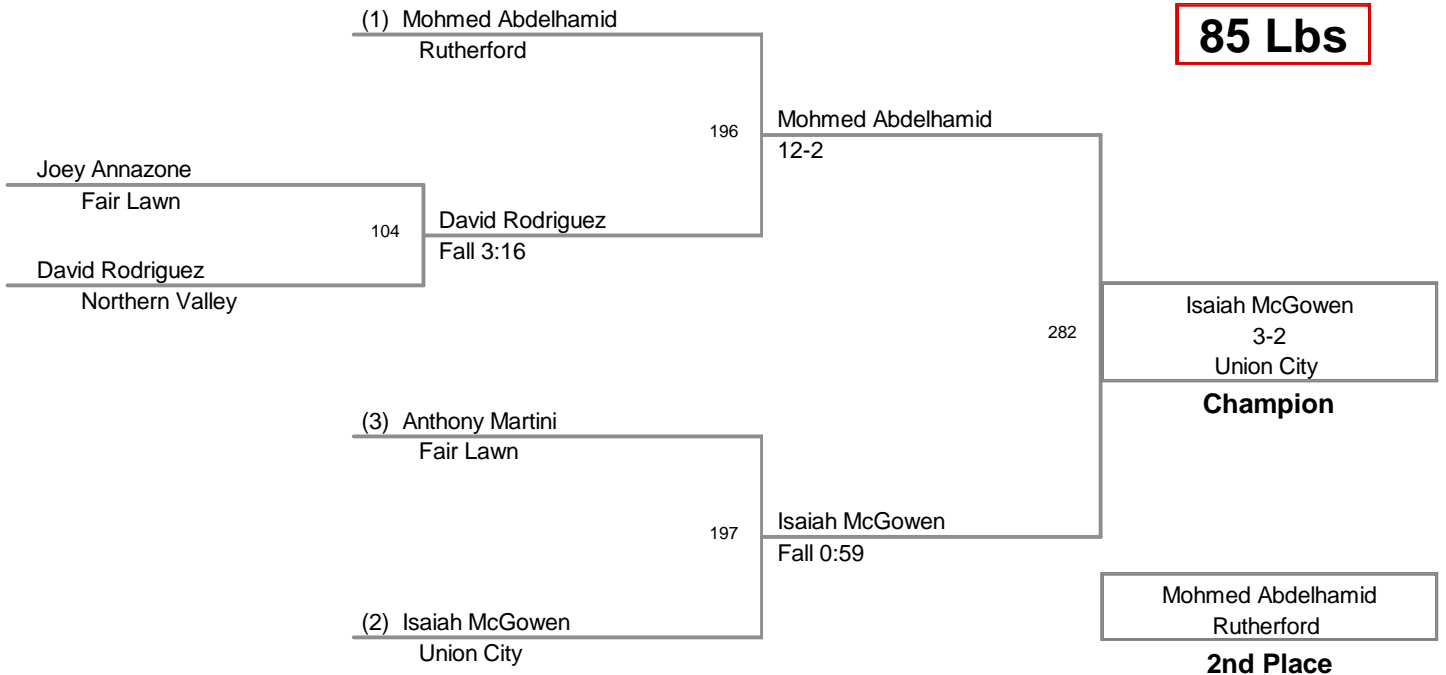 85 Lbs
(1) Mohmed Abdelhamid
Rutherford
196
Mohmed Abdelhamid
12-2
Joey Annazone
Fair Lawn
104
David Rodriguez
Fall 3:16
David Rodriguez
Northern Valley
282
Isaiah McGowen
3-2
Union City
Champion
(3) Anthony Martini
Fair Lawn
197
Isaiah McGowen
Fall 0:59
(2) Isaiah McGowen
Union City
Mohmed Abdelhamid
Rutherford
2nd Place